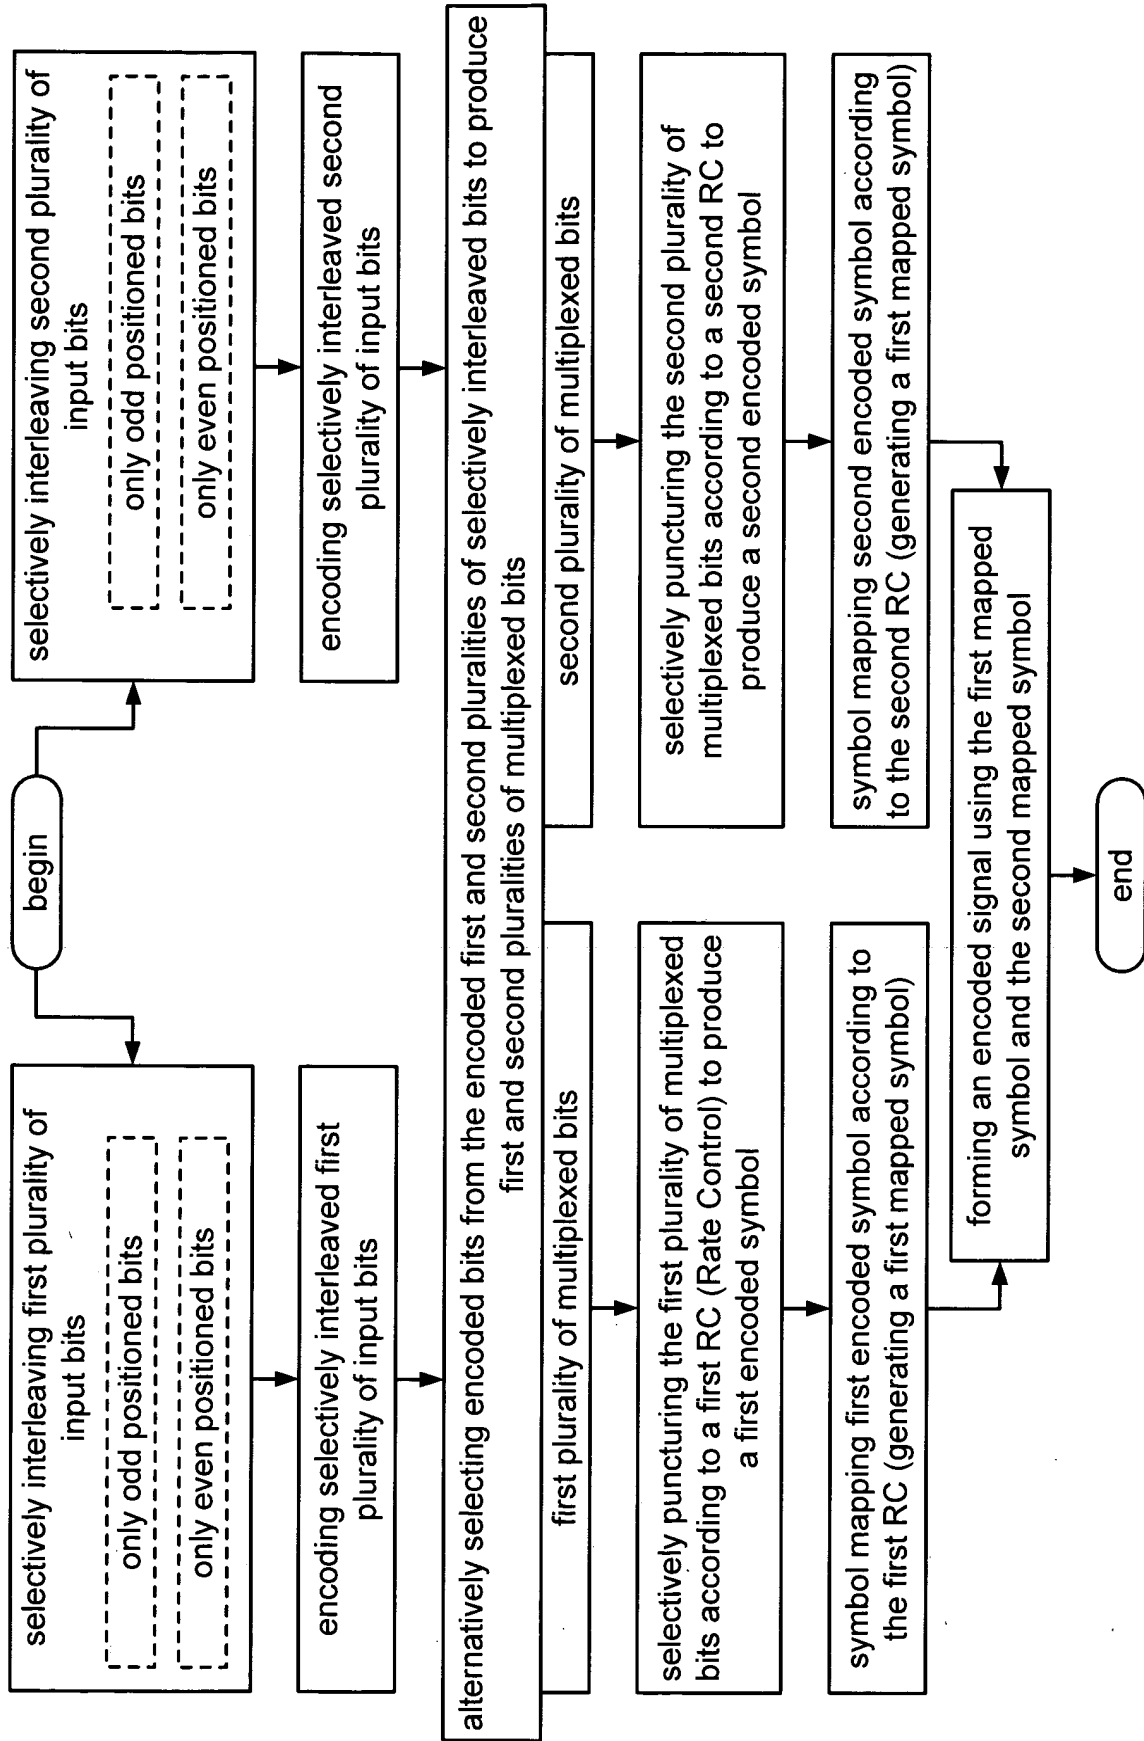 begin
selectively interleaving first plurality of
input bits
only odd positioned bits
only even positioned bits
selectively interleaving second plurality of
input bits
only odd positioned bits
only even positioned bits
encoding selectively interleaved first
plurality of input bits
encoding selectively interleaved second
plurality of input bits
alternatively selecting encoded bits from the encoded first and second pluralities of selectively interleaved bits to produce
first and second pluralities of multiplexed bits
first plurality of multiplexed bits
second plurality of multiplexed bits
selectively puncturing the first plurality of multiplexed
bits according to a first RC (Rate Control) to produce
a first encoded symbol
selectively puncturing the second plurality of
multiplexed bits according to a second RC to
produce a second encoded symbol
symbol mapping first encoded symbol according to
the first RC (generating a first mapped symbol)
symbol mapping second encoded symbol according
to the second RC (generating a first mapped symbol)
forming an encoded signal using the first mapped
symbol and the second mapped symbol
end